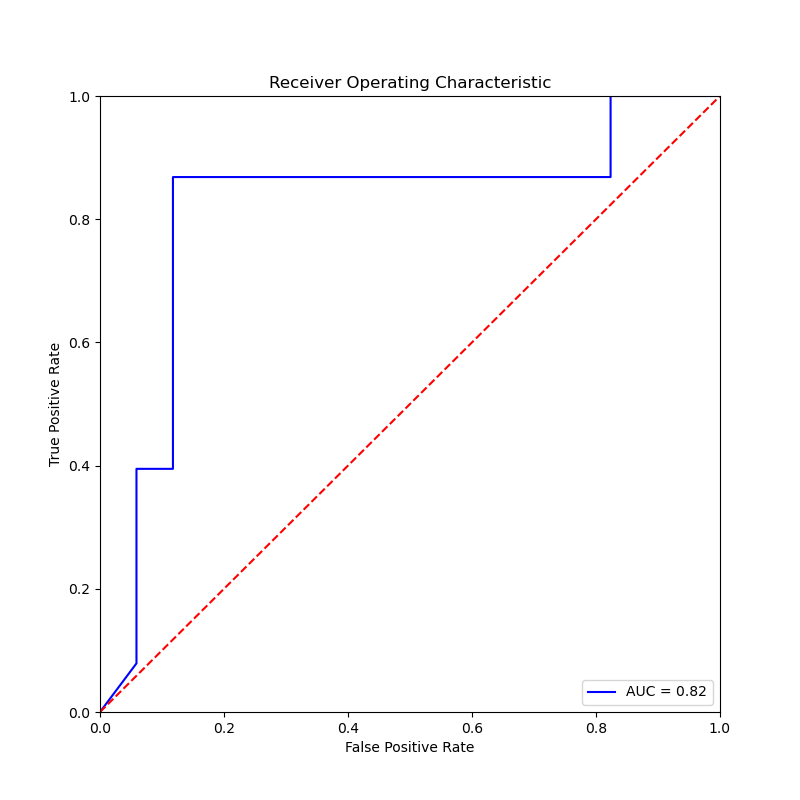 Receiver Operating Characteristic
1.0
0.8
0.6
0.4
0.2
0.0
True Positive Rate
AUC = 0.82
0.0 0.2 0.4 0.6 0.8 1.0
False Positive Rate